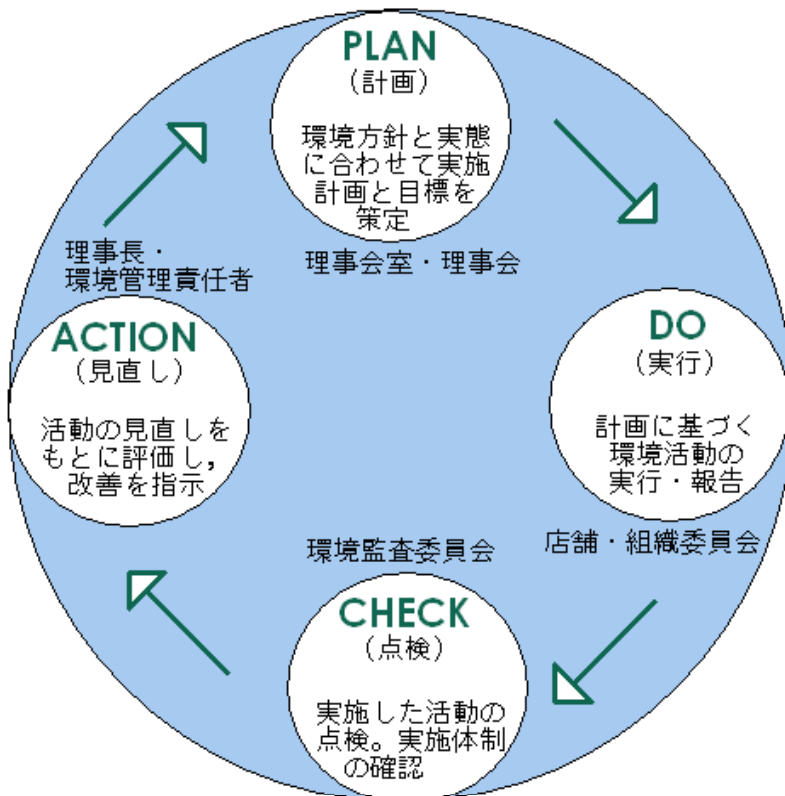 PLAN
(計画)
環境方針と実態
に合わせて実施
計画と目標を
策定
理事会室・理事会
DO
(実行)
計画に基づく
環境活動の
実行・報告
店舗・組織委員会
環境監査委員会
CHECK
(点検)
実施した活動の
点検。実施体制
の確認
理事長・
環境管理責任者
ACTION
(見直し)
活動の見直しを
もとに評価し,
改善を指示